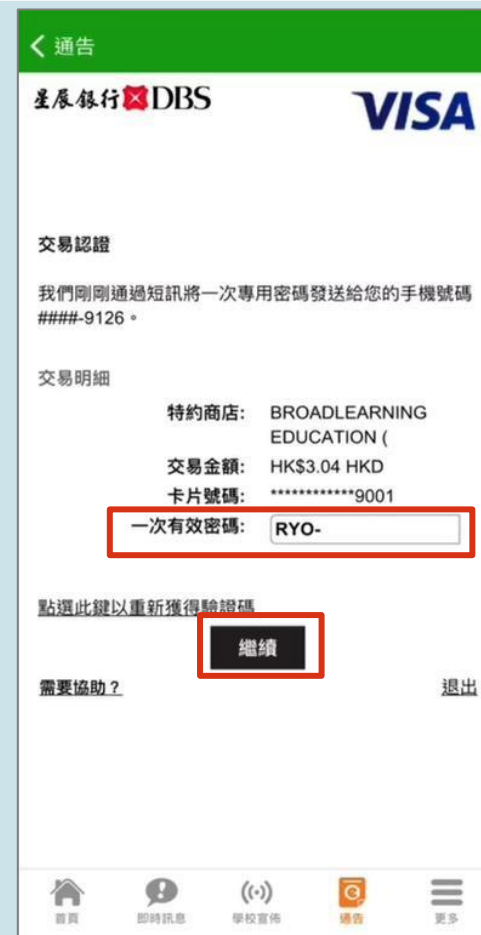 通告
星辰銀行 DBS
VISA
交易認證
我們剛剛通過短訊將一次專用密碼發送給您的手機號碼
####-9126。
交易明細
特約商店: BROADLEARNING
EDUCATION (
交易金額: HK$3.04 HKD
卡片號碼: ************9001
一次有效密碼: RYO-
點選此鍵以重新獲得驗證碼
繼續
需要協助？ 退出
首頁 即時訊息 學校宣佈 通告 更多